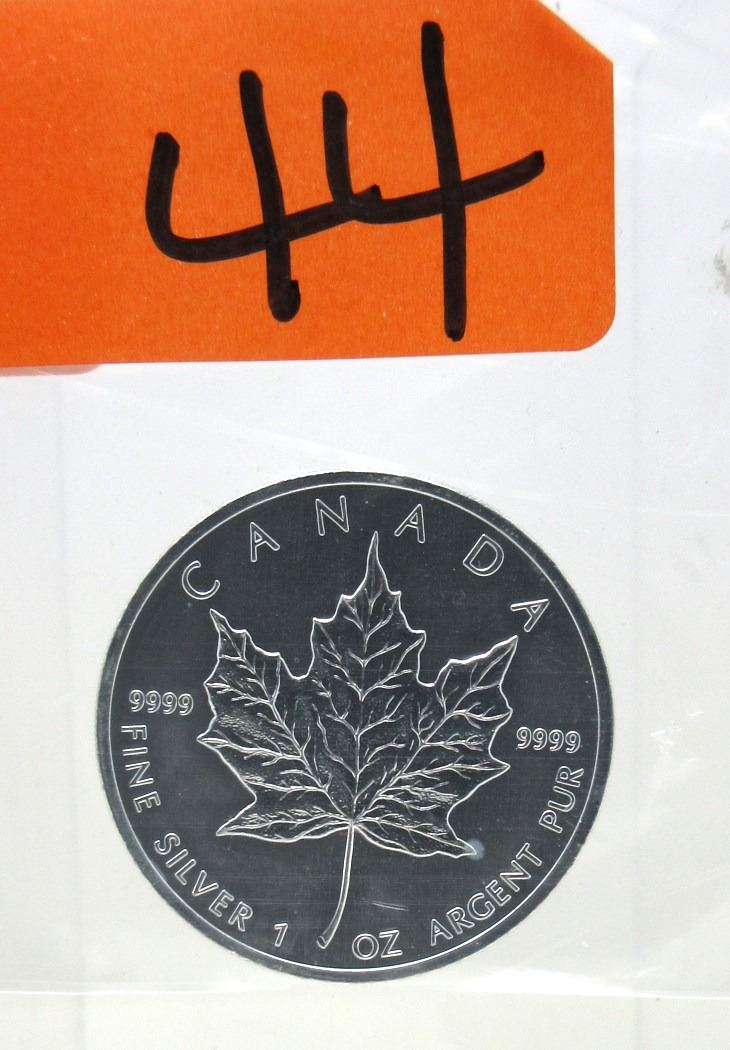 44
CANADA
9999
9999
FINE SILVER 1 OZ ARGENT PUR